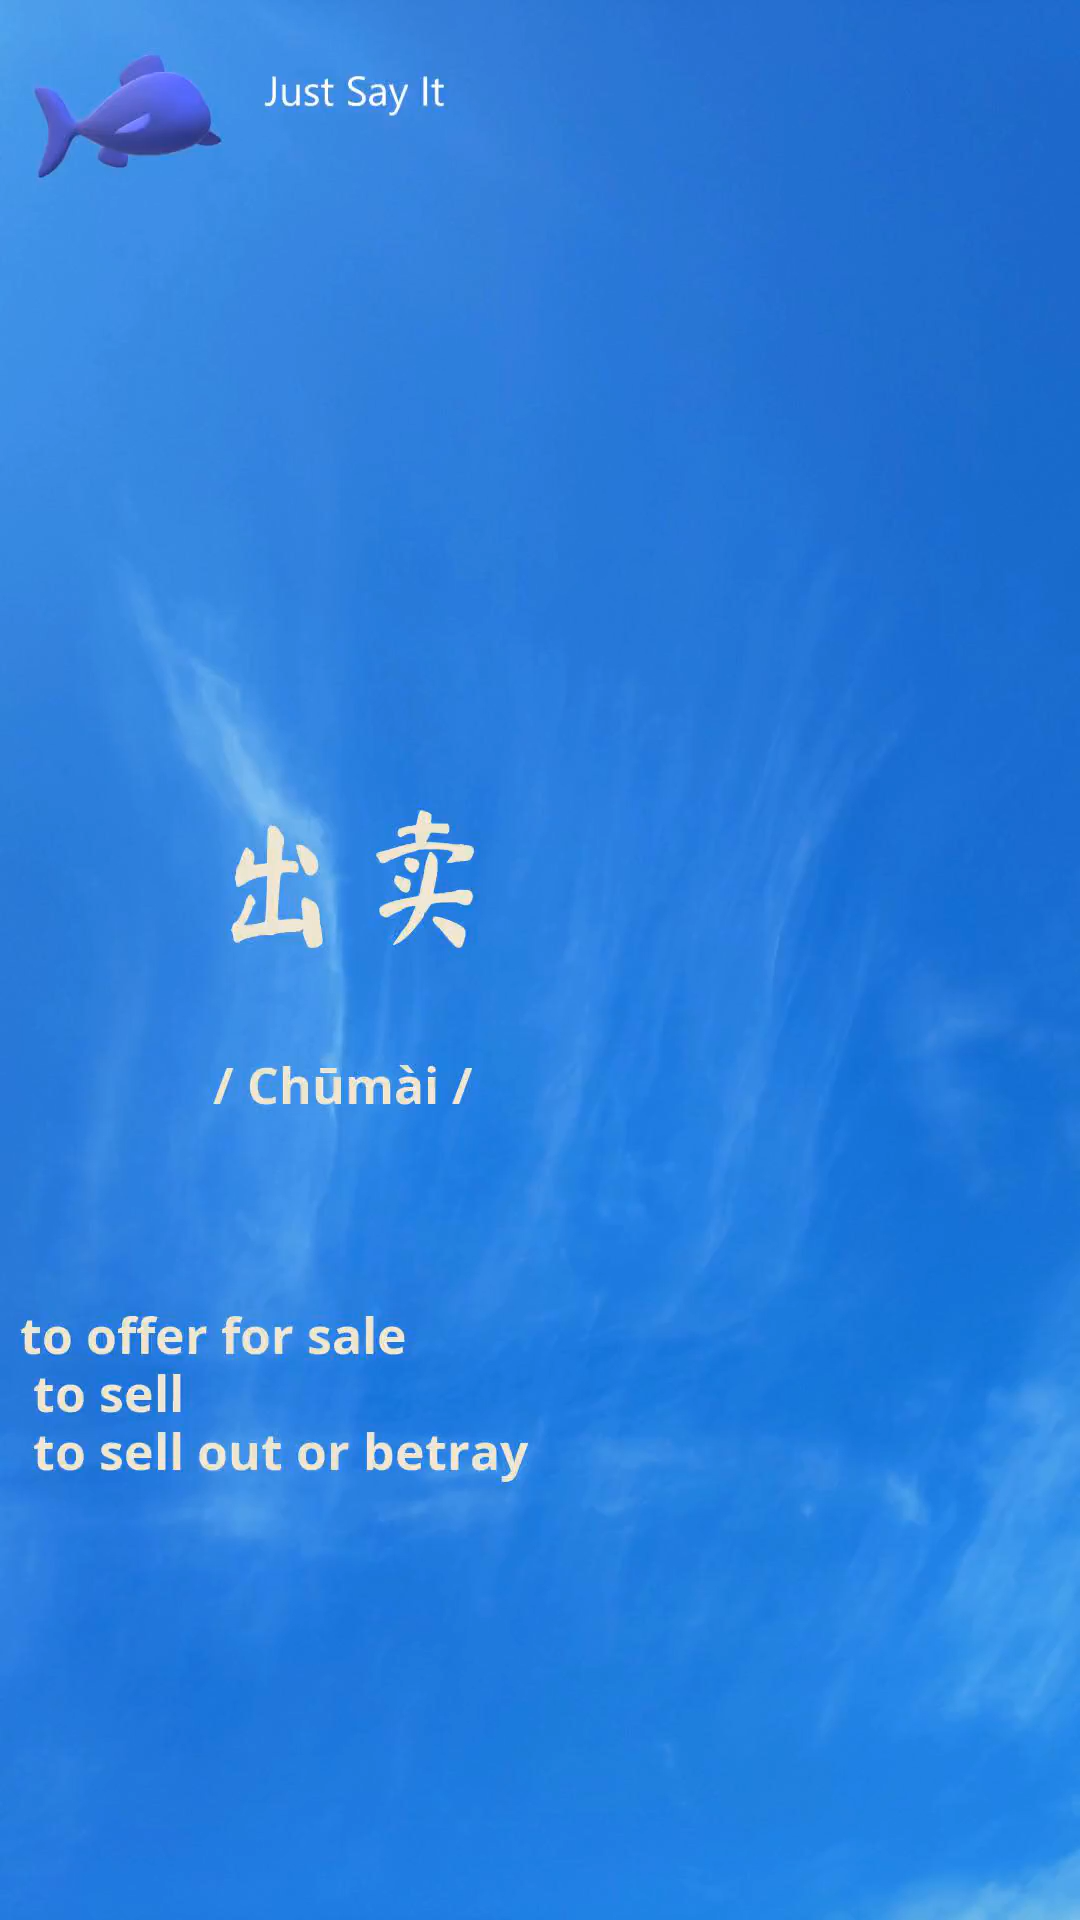 Just Say It
出卖
/ Chūmài /
to offer for sale
to sell
to sell out or betray